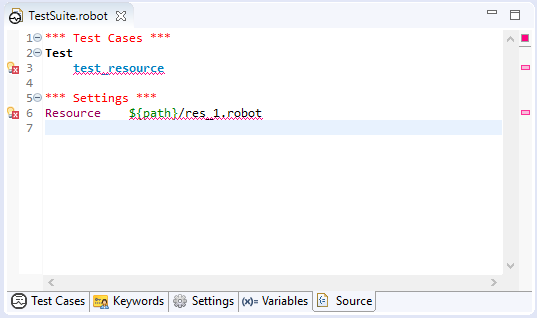 TestSuite.robot
1 *** Test Cases ***
2 Test
3 test_resource
4
5 *** Settings ***
6 Resource ${path}/res_1.robot
7
Test Cases Keywords Settings (x)= Variables Source